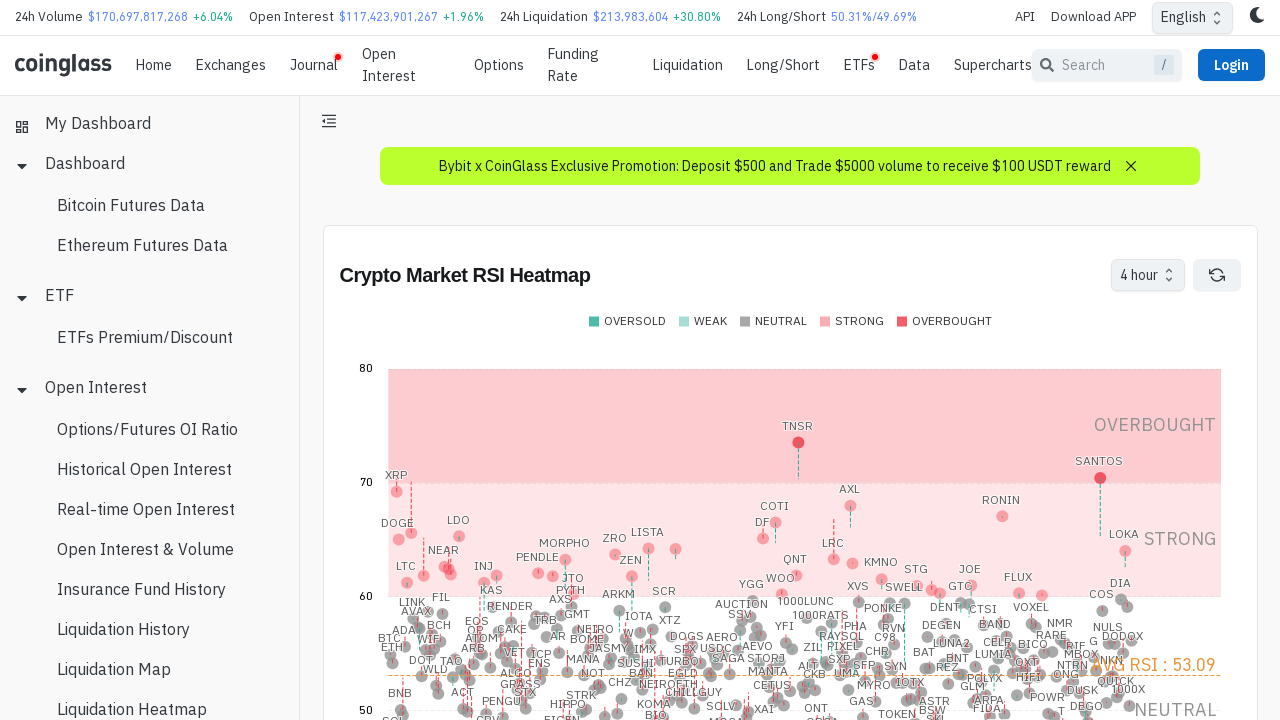 24h Volume $170,697,817,268 +6.04% Open Interest $117,423,901,267 +1.96% 24h Liquidation $213,983,604 +30.80% 24h Long/Short 50.31%/49.69% API Download APP English
coinglass Home Exchanges Journal Open Interest Options Funding Rate Liquidation Long/Short ETFs Data Supercharts Search / Login
My Dashboard
Dashboard
Bitcoin Futures Data
Ethereum Futures Data
ETF
ETFs Premium/Discount
Open Interest
Options/Futures OI Ratio
Historical Open Interest
Real-time Open Interest
Open Interest & Volume
Insurance Fund History
Liquidation History
Liquidation Map
Liquidation Heatmap
Bybit x CoinGlass Exclusive Promotion: Deposit $500 and Trade $5000 volume to receive $100 USDT reward
Crypto Market RSI Heatmap
4 hour
OVERSOLD WEAK NEUTRAL STRONG OVERBOUGHT
80
TNSR
OVERBOUGHT
SANTOS
XRP
70
AXL
RONIN
COTI
DOGE LDO DF
LISTA
ZRO
LOKA
STRONG
MORPHO
LRC
NEAR
PENDLE
ZEN
QNT
KMNO
LTC
INJ
STG
JOE
JTO
WOO
FLUX
DIA
YGG
XVS
SWELL
GTC
KAS
PYTH
ARKM
SCR
60
COS
FIL
LINK
RENDER
AXS
AUCTION
1000LUNC
PONKE
DENT
CTSI
VOXEL
AVAX
GMT
SSV
1000RATS
BCH
EOS
TRB
IOTA
XTZ
YFI
PHA
RVN
DEGEN
BAND
NMR
NULS
ADA
OP
CAKE
NEIRO
W
BTC
WIF
ATOM
AR
BOME
DOGS
AERO
RAYSOL
C98
RARE
DODOX
ETH
ARB
JASMY
IMX
SPX
USDC
AEVO
ZIL
PIXEL
CHR
BAT
LUNA2
CELR
BICO
RIF
G
DOT
TAO
VET
TCP
MANA
SUSHI
TURBO
SAGA
STORJ
SXP
SFP
SYN
BNT
LUMIA
MBOX
AVG RSI : 53.09
WLD
ALGO
ENS
NOT
BAN
EGLD
MANTA
ALT
UMA
REZ
OXT
NTRN
GRASS
CHZ
NEIROETH
CETUS
CKB
MYRO
IOTX
GLM
POLYX
HIFI
CNG
QUICK
BNB
ACT
STX
STRK
CHILLGUY
DUSK
1000X
PENGU
HIPPO
KOMA
SOLV
XAI
ONT
GAS
ASTR
ARPA
POWR
DEGO
NEUTRAL
TOKEN
BSW
FIDA
T
50